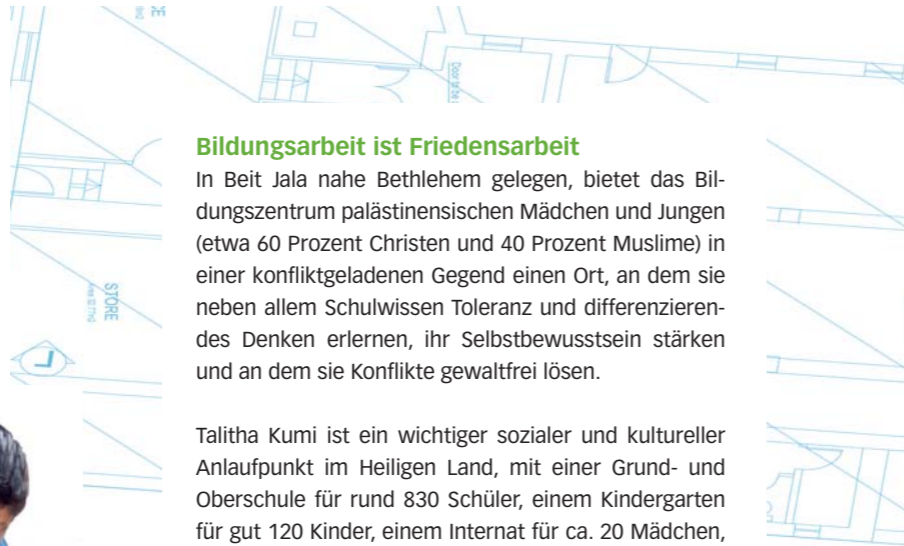 Door to be
STORE
Bildungsarbeit ist Friedensarbeit
In Beit Jala nahe Bethlehem gelegen, bietet das Bil-
dungszentrum palästinensischen Mädchen und Jungen
(etwa 60 Prozent Christen und 40 Prozent Muslime) in
einer konfliktgeladenen Gegend einen Ort, an dem sie
neben allem Schulwissen Toleranz und differenzieren-
des Denken erlernen, ihr Selbstbewusstsein stärken
und an dem sie Konflikte gewaltfrei lösen.
Talitha Kumi ist ein wichtiger sozialer und kultureller
Anlaufpunkt im Heiligen Land, mit einer Grund- und
Oberschule für rund 830 Schüler, einem Kindergarten
für gut 120 Kinder, einem Internat für ca. 20 Mädchen,